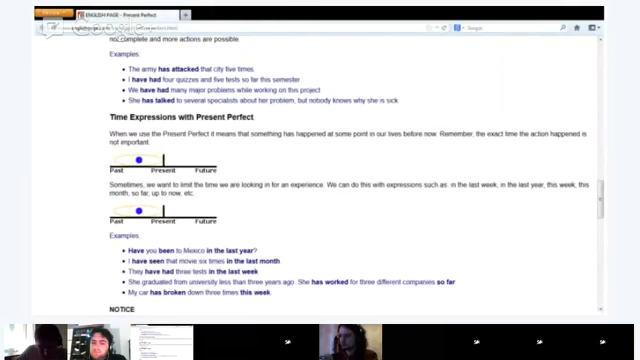 ENGLISH PAGE - Present Perfect
Google
not complete and more actions are possible.
Examples:
The army has attacked that city five times.
I have had four quizzes and five tests so far this semester.
We have had many major problems while working on this project.
She has talked to several specialists about her problem, but nobody knows why she is sick.
Time Expressions with Present Perfect
When we use the Present Perfect it means that something has happened at some point in our lives before now. Remember, the exact time the action happened is
not important.
Past Present Future
Sometimes, we want to limit the time we are looking in for an experience. We can do this with expressions such as: in the last week, in the last year, this week, this
month, so far, up to now, etc.
Past Present Future
Examples:
Have you been to Mexico in the last year?
I have seen that movie six times in the last month.
They have had three tests in the last week.
She graduated from university less than three years ago. She has worked for three different companies so far.
My car has broken down three times this week.
NOTICE